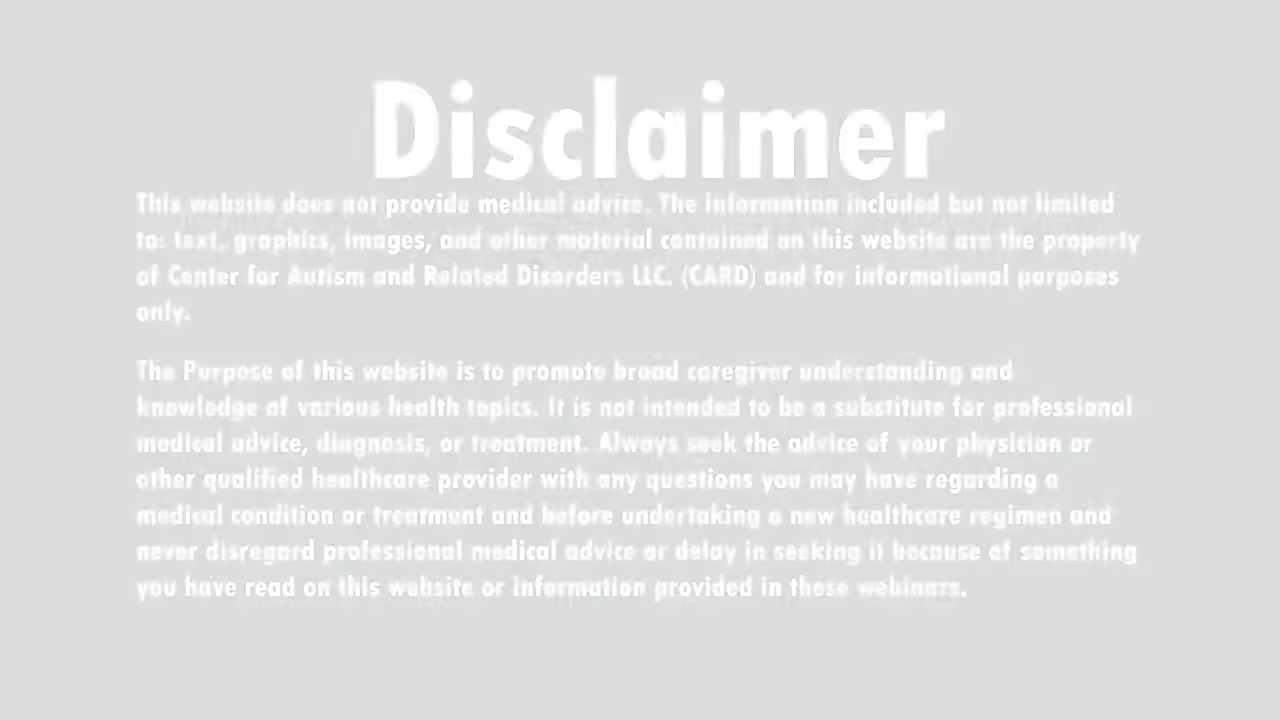 Disclaimer
This website does not provide medical advice. The information included but not limited
to: text, graphics, images, and other material contained on this website are the property
of Center for Autism and Related Disorders LLC. (CARD) and for informational purposes
only.
The Purpose of this website is to promote broad caregiver understanding and
knowledge of various health topics. It is not intended to be a substitute for professional
medical advice, diagnosis, or treatment. Always seek the advice of your physician or
other qualified healthcare provider with any questions you may have regarding a
medical condition or treatment and before undertaking a new healthcare regimen and
never disregard professional medical advice or delay in seeking it because of something
you have read on this website or information provided in these webinars.